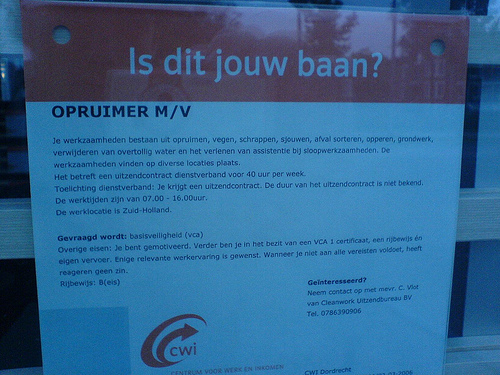 Is dit jouw baan?
OPRUIMER M/V
Je werkzaamheden bestaan uit opruimen, vegen, schrappen, sjouwen, afval sorteren, opperen, grondwerk,
verwijderen van overtollig water en het verlenen van assistentie bij sloopwerkzaamheden. De
werkzaamheden vinden op diverse locaties plaats.
Het betreft een uitzendcontract dienstverband voor 40 uur per week.
Toelichting dienstverband: Je krijgt een uitzendcontract. De duur van het uitzendcontract is niet bekend.
De werktijden zijn van 07.00 - 16.00uur.
De werklocatie is Zuid-Holland.
Gevraagd wordt: basisveiligheid (vca)
Overige eisen: Je bent gemotiveerd. Verder ben je in het bezit van een VCA 1 certificaat, een rijbewijs én
eigen vervoer. Enige relevante werkervaring is gewenst. Wanneer je niet aan alle vereisten voldoet, heeft
reageren geen zin.
Rijbewijs: B(eis)
Geïnteresseerd?
Neem contact op met mevr. C. Vlot
van Cleanwork Uitzendbureau BV
Tel. 0786390906
cwi
CENTRUM VOOR WERK EN INKOMEN
CWI Dordrecht